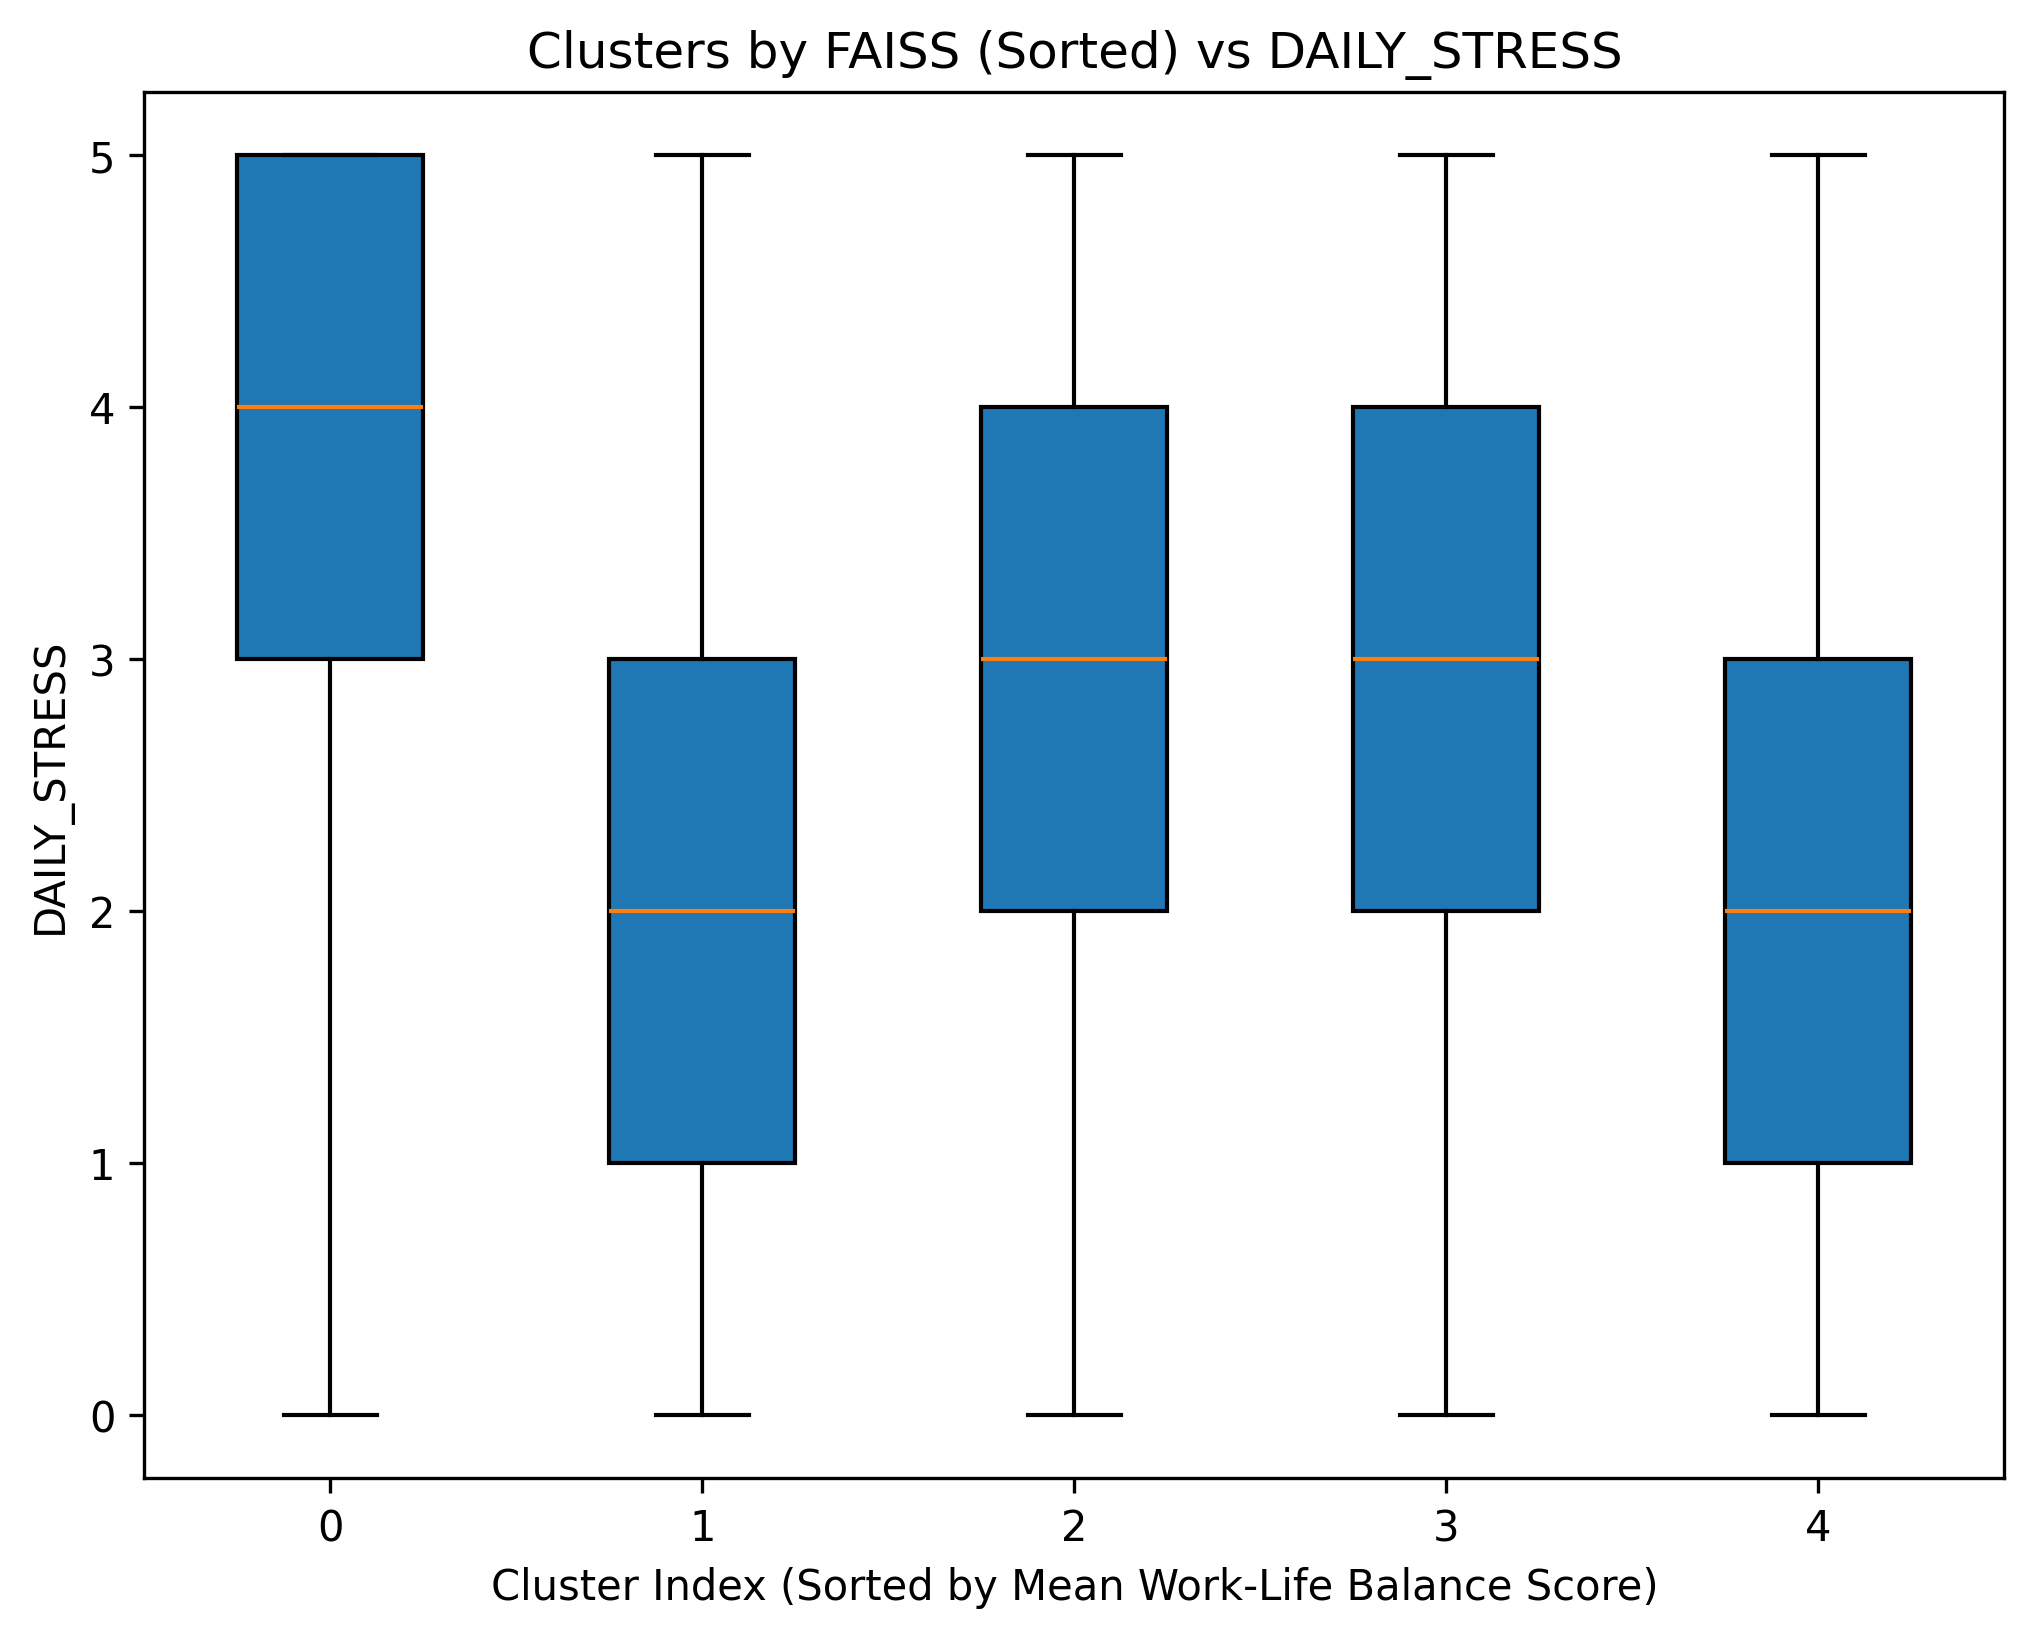 Clusters by FAISS (Sorted) vs DAILY_STRESS
DAILY_STRESS
5
4
3
2
1
0
0 1 2 3 4
Cluster Index (Sorted by Mean Work-Life Balance Score)